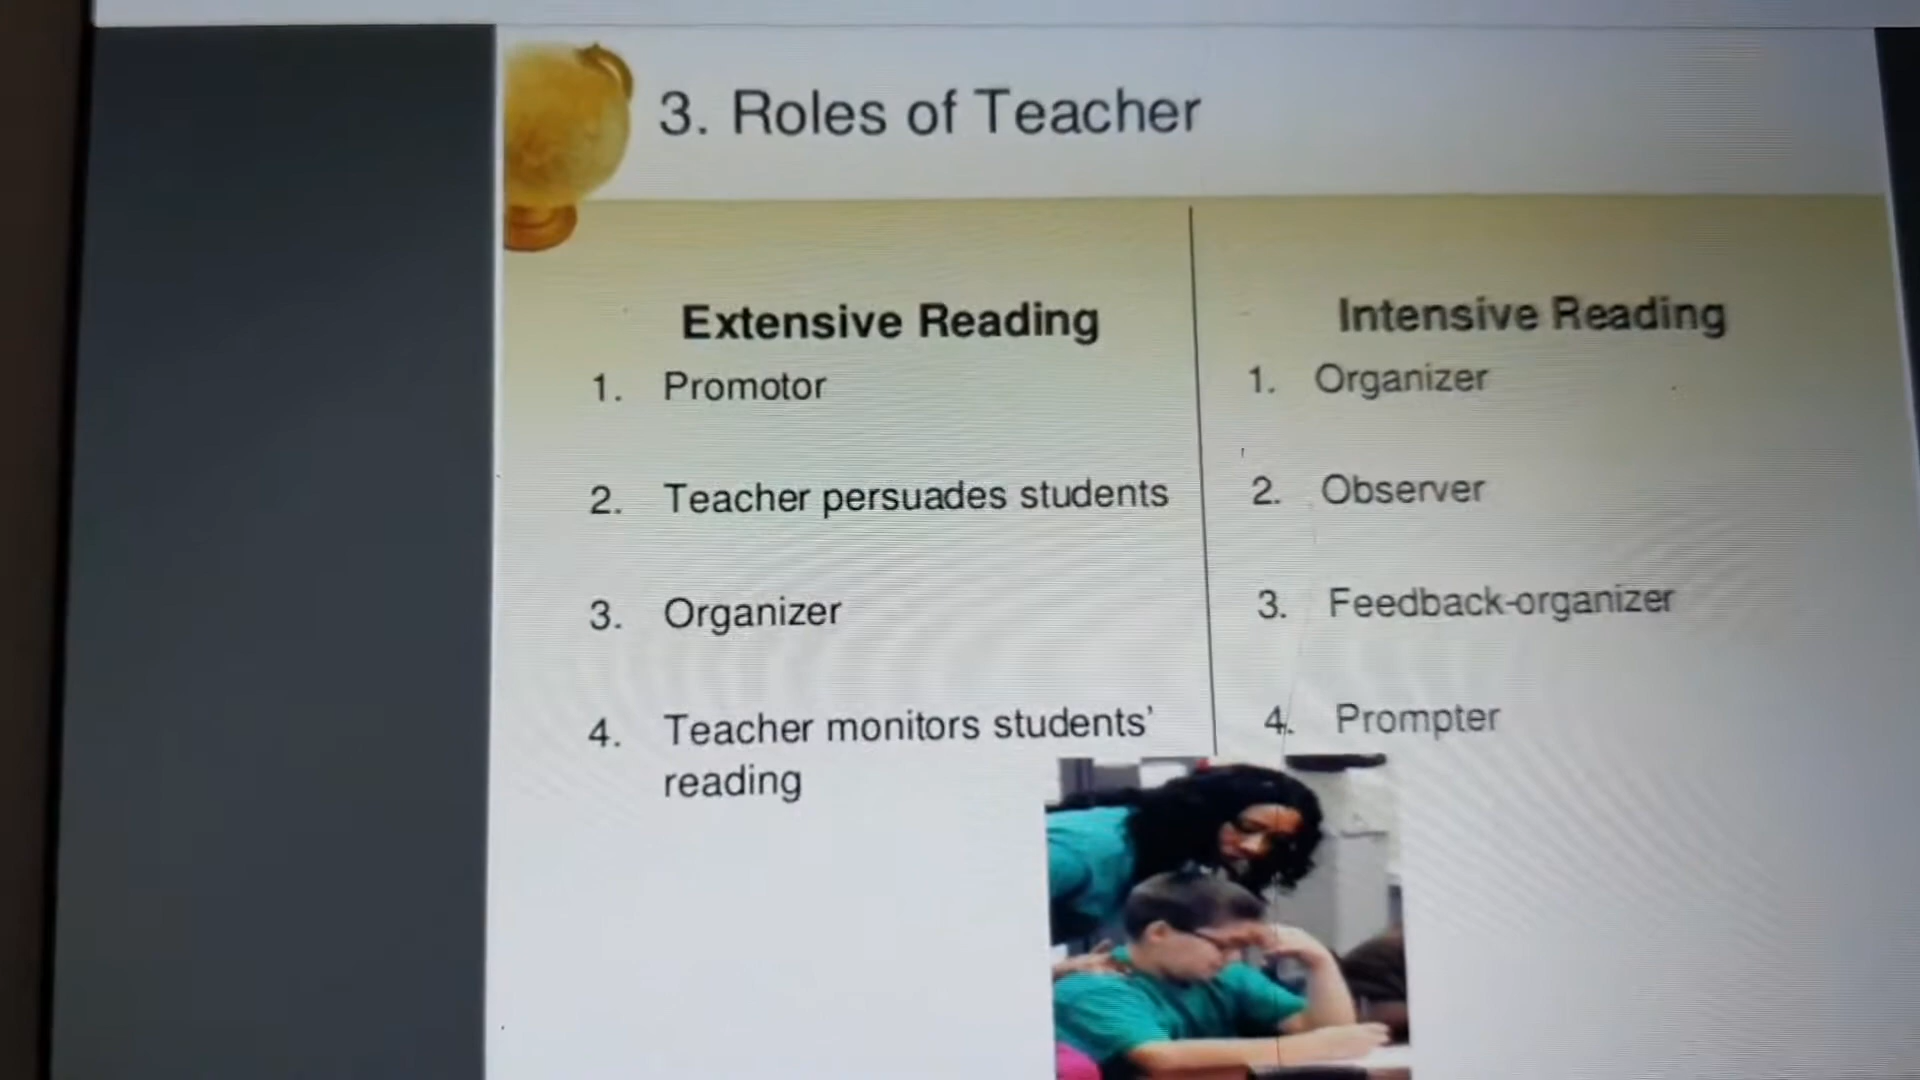 3. Roles of Teacher
Extensive Reading
1. Promotor
2. Teacher persuades students
3. Organizer
4. Teacher monitors students'
reading
Intensive Reading
1. Organizer
2. Observer
3. Feedback-organizer
4. Prompter